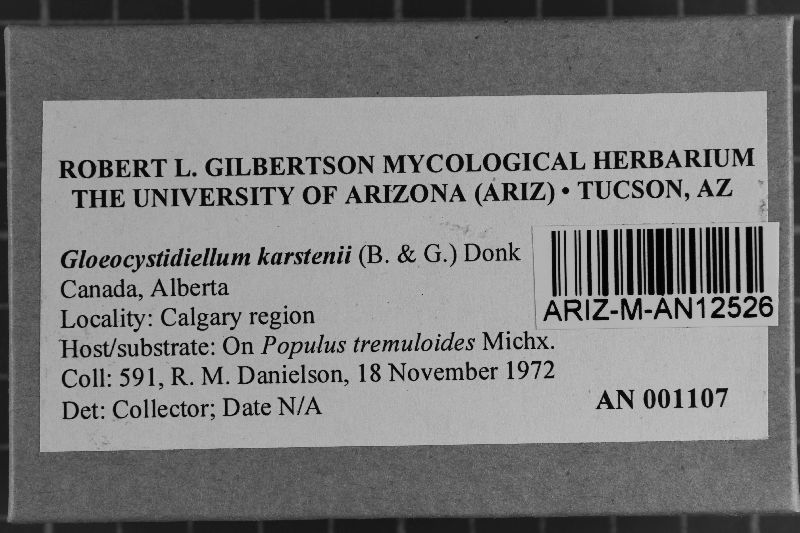 ROBERT L. GILBERTSON MYCOLOGICAL HERBARIUM
THE UNIVERSITY OF ARIZONA (ARIZ) • TUCSON, AZ
Gloeocystidiellum karstenii (B. & G.) Donk
Canada, Alberta
Locality: Calgary region
Host/substrate: On Populus tremuloides Michx.
Coll: 591, R. M. Danielson, 18 November 1972
Det: Collector; Date N/A
ARIZ-M-AN12526
AN 001107